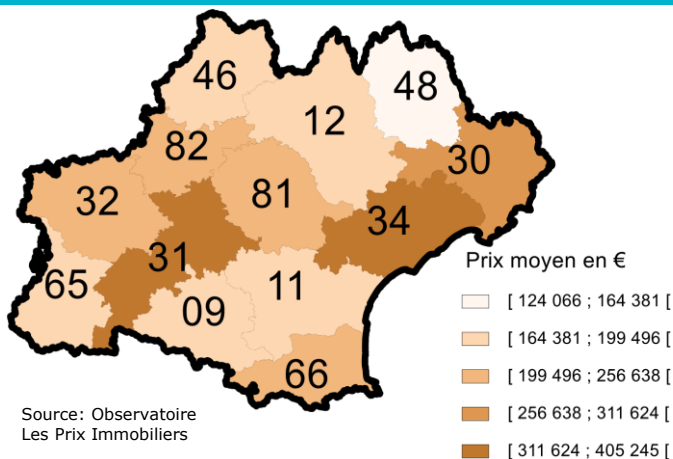 46
48
12
82
30
32
81
34
31
65
11
09
66
Prix moyen en €
[ 124 066 ; 164 381 [
[ 164 381 ; 199 496 [
[ 199 496 ; 256 638 [
[ 256 638 ; 311 624 [
[ 311 624 ; 405 245 [
Source: Observatoire
Les Prix Immobiliers